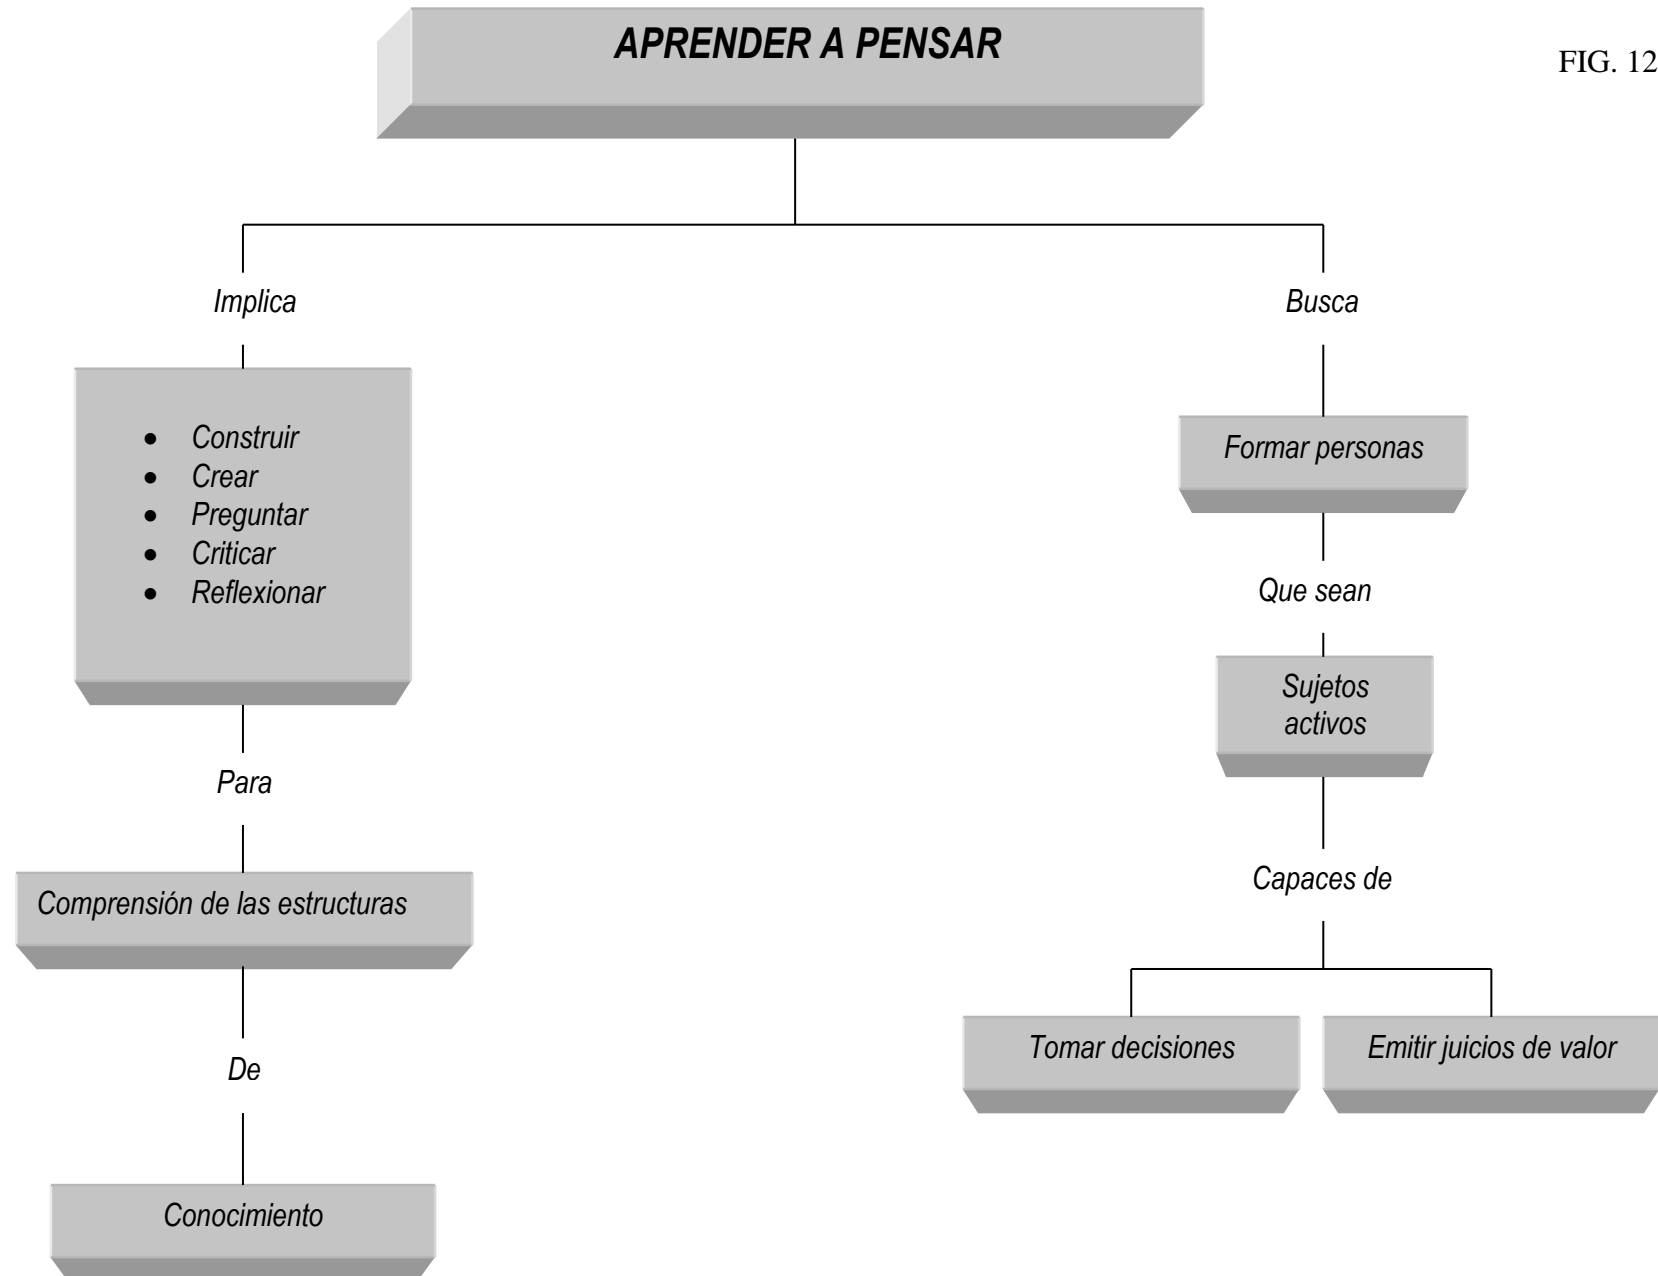 APRENDER A PENSAR
FIG. 12
Implica
Construir
Crear
Preguntar
Criticar
Reflexionar
Para
Comprensión de las estructuras
De
Conocimiento
Busca
Formar personas
Que sean
Sujetos
activos
Capaces de
Tomar decisiones
Emitir juicios de valor